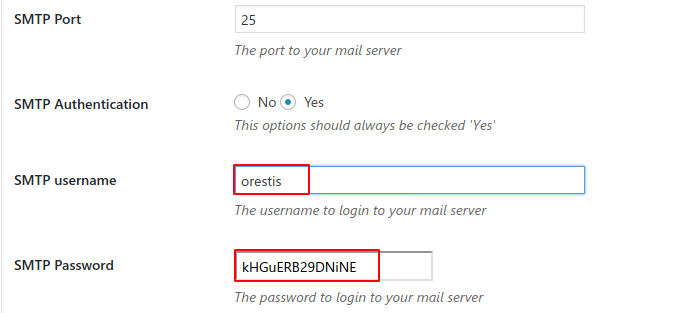 SMTP Port
25
The port to your mail server
SMTP Authentication
No Yes
This options should always be checked 'Yes'
SMTP username
orestis
The username to login to your mail server
SMTP Password
kHGuERB29DNiNE
The password to login to your mail server